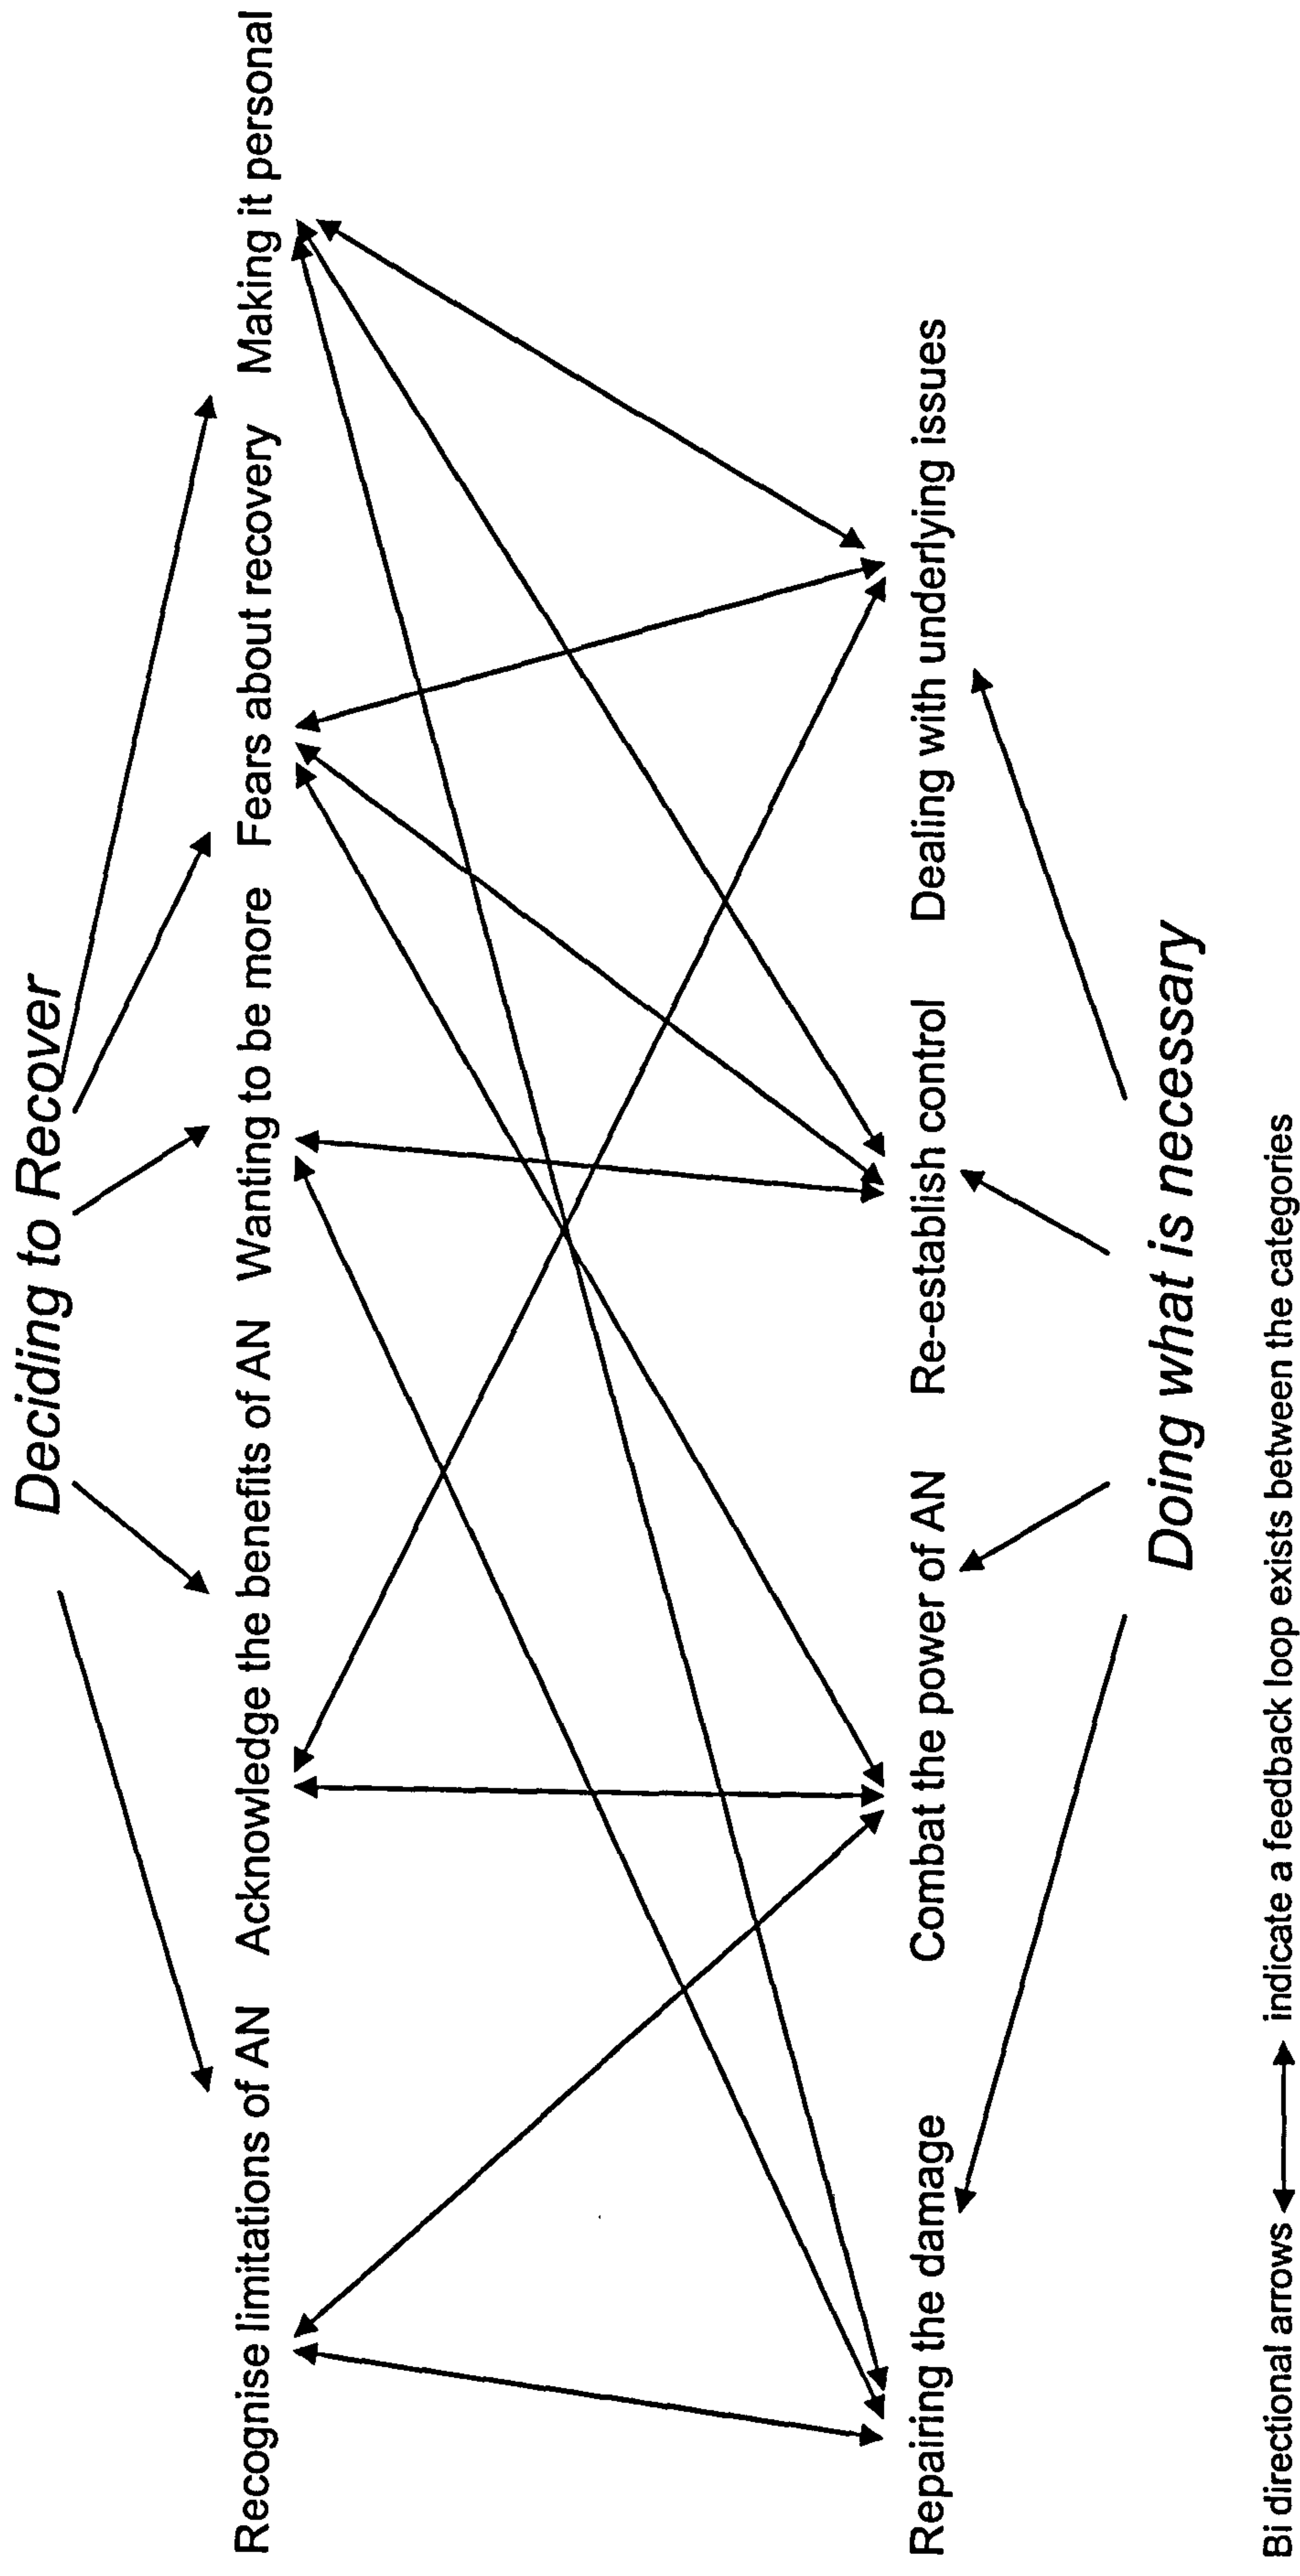 Deciding to Recover
Recognise limitations of AN Acknowledge the benefits of AN Wanting to be more Fears about recovery Making it personal
Repairing the damage Combat the power of AN Re-establish control Dealing with underlying issues
Doing what is necessary
Bi directional arrows indicate a feedback loop exists between the categories